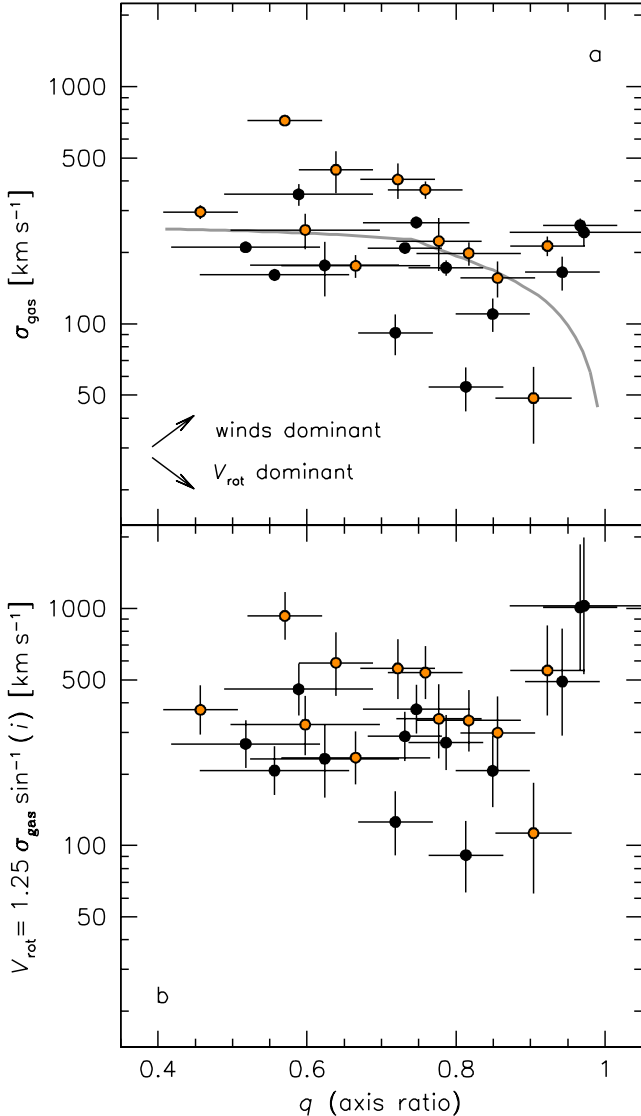 a
1000
500
100
50
σgas [km s⁻¹]
winds dominant
Vrot dominant
1000
500
100
50
Vrot = 1.25 σgas sin⁻¹(i) [km s⁻¹]
b
0.4 0.6 0.8 1
q (axis ratio)